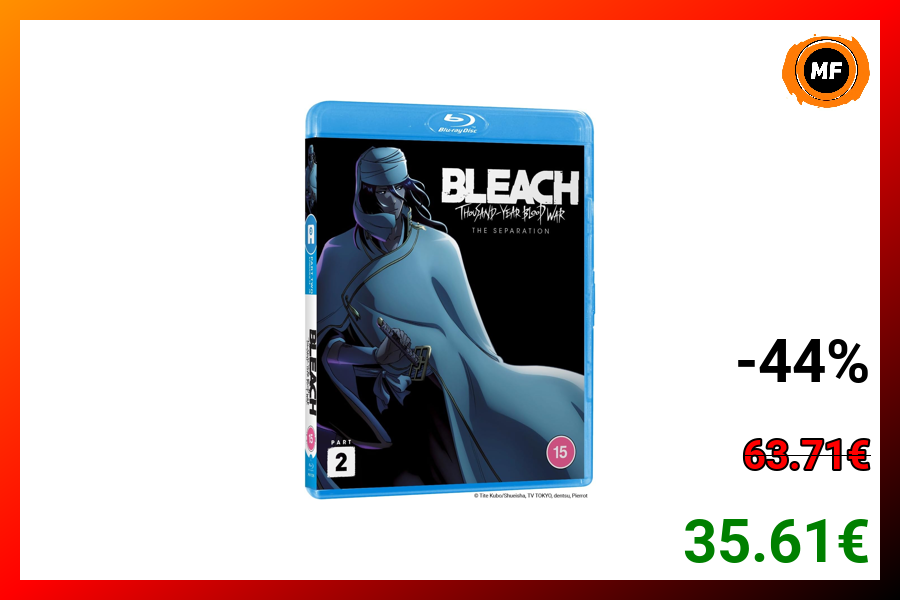 MF
Blu-ray Disc
BLEACH
THOUSAND-YEAR BLOOD WAR
THE SEPARATION
BLEACH
15
PART
2
15
© Tite Kubo/Shueisha, TV TOKYO, dentsu, Pierrot
-44%
63.71€
35.61€